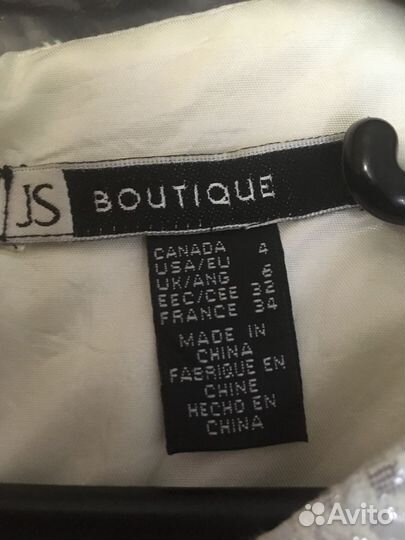 JS BOUTIQUE
CANADA 4
USA/EU
UK/ANG 6
EEC/CEE 32
FRANCE 34
MADE IN
CHINA
FABRIQUE EN
CHINE
HECHO EN
CHINA
Avito